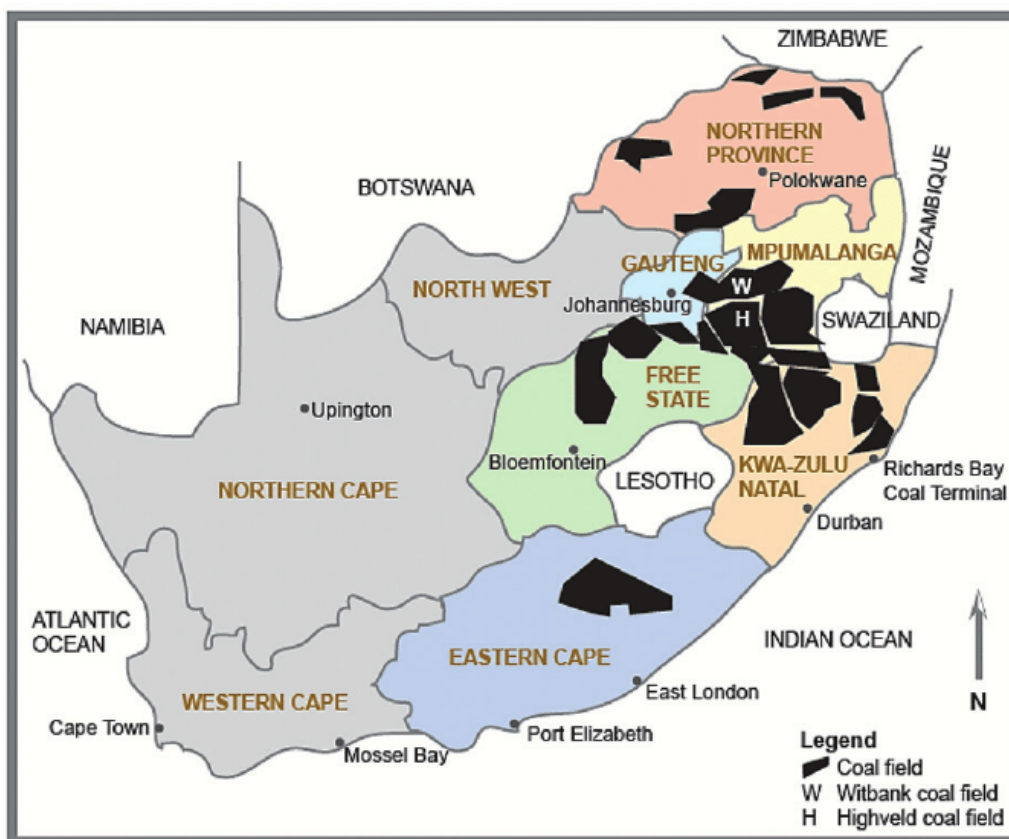 ZIMBABWE
NORTHERN
PROVINCE
Polokwane
BOTSWANA
MOZAMBIQUE
MPUMALANGA
GAUTENG
NORTH WEST
W
Johannesburg
H
SWAZILAND
NAMIBIA
FREE
STATE
Upington
Bloemfontein
LESOTHO
KWA-ZULU
NATAL
Richards Bay
Coal Terminal
NORTHERN CAPE
Durban
ATLANTIC
OCEAN
INDIAN OCEAN
EASTERN CAPE
East London
WESTERN CAPE
N
Cape Town
Port Elizabeth
Mossel Bay
Legend
Coal field
W Witbank coal field
H Highveld coal field